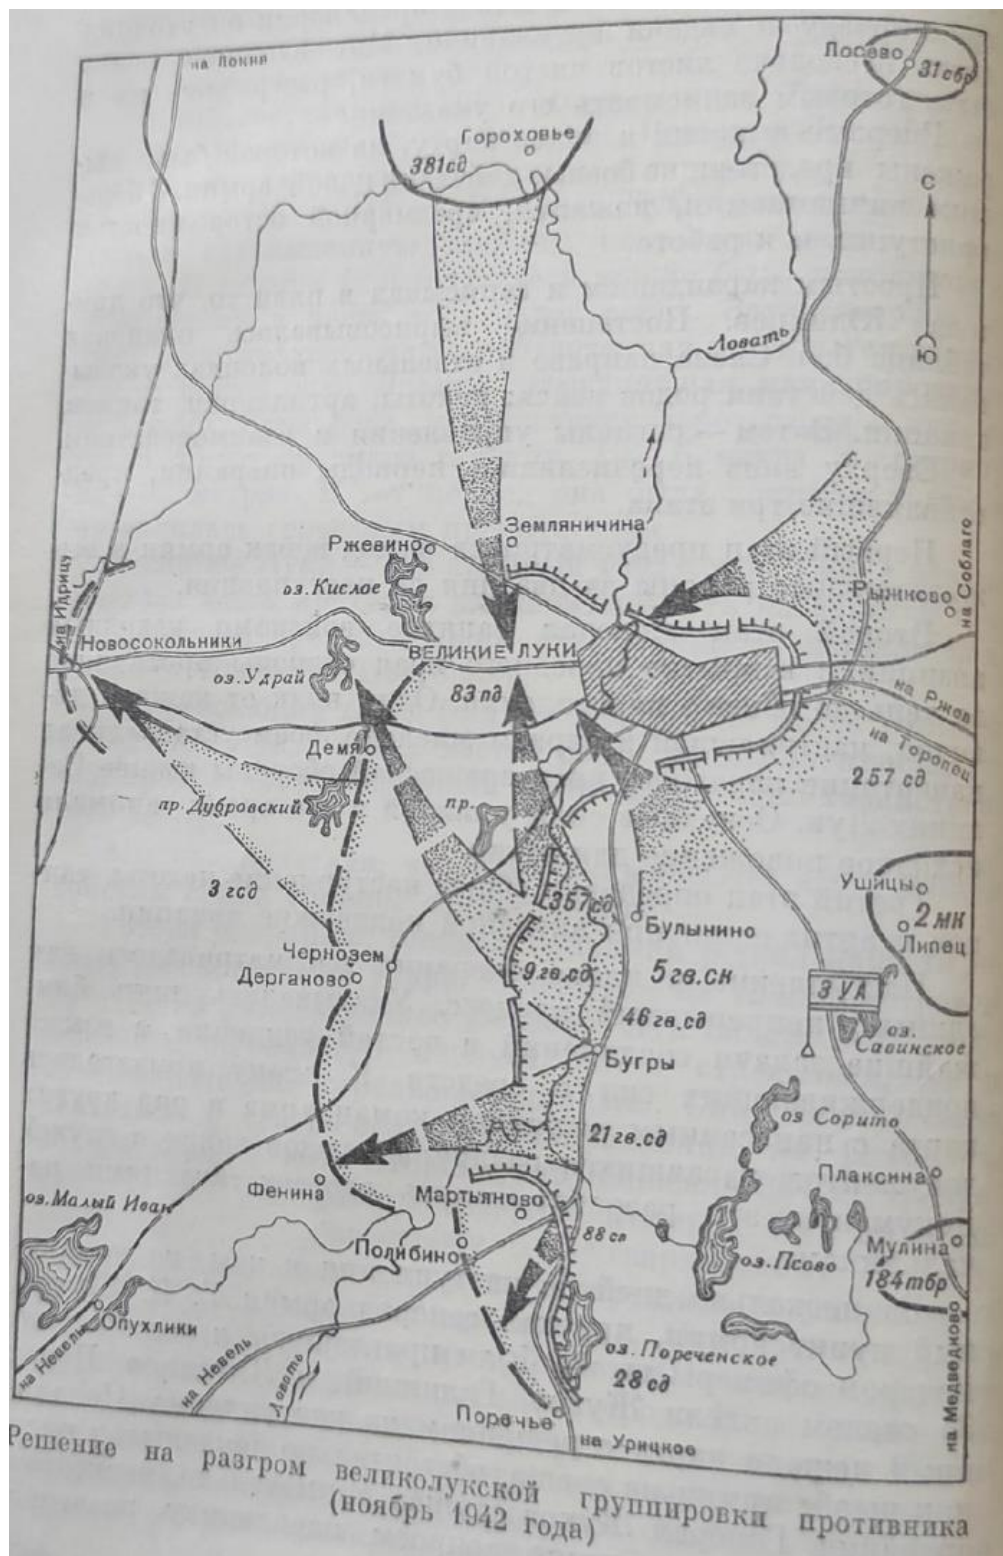 на Локня
Лосево
31 сбр
Гороховье
381 сд
С
Ю
Ловать
Земляничина
Ржевино
оз. Кислое
Рыжково
на Соблаго
на Идрицу
Новосокольники
ВЕЛИКИЕ ЛУКИ
оз. Удрай
83 пд
на Ржев
на Торопец
Демя
257 сд
пр. Дубровский
пр.
Ушицы
2 мк
Липец
3 гсд
357 сд
Булынино
Чернозем
Дерганово
9 гв.сд
5 гв.ск
3 УА
46 гв.сд
оз. Савинское
Бугры
оз Сорито
21 гв.сд
Плаксина
Фенина
Мартьяново
оз. Малый Иван
88 сп
Мулина
Полибино
оз. Псово
184 тбр
Опухлики
на Невель
на Невель
Ловать
оз. Пореченское
28 сд
Поречье
на Урицкое
на Медведково
Решение на разгром великолукской группировки противника
(ноябрь 1942 года)